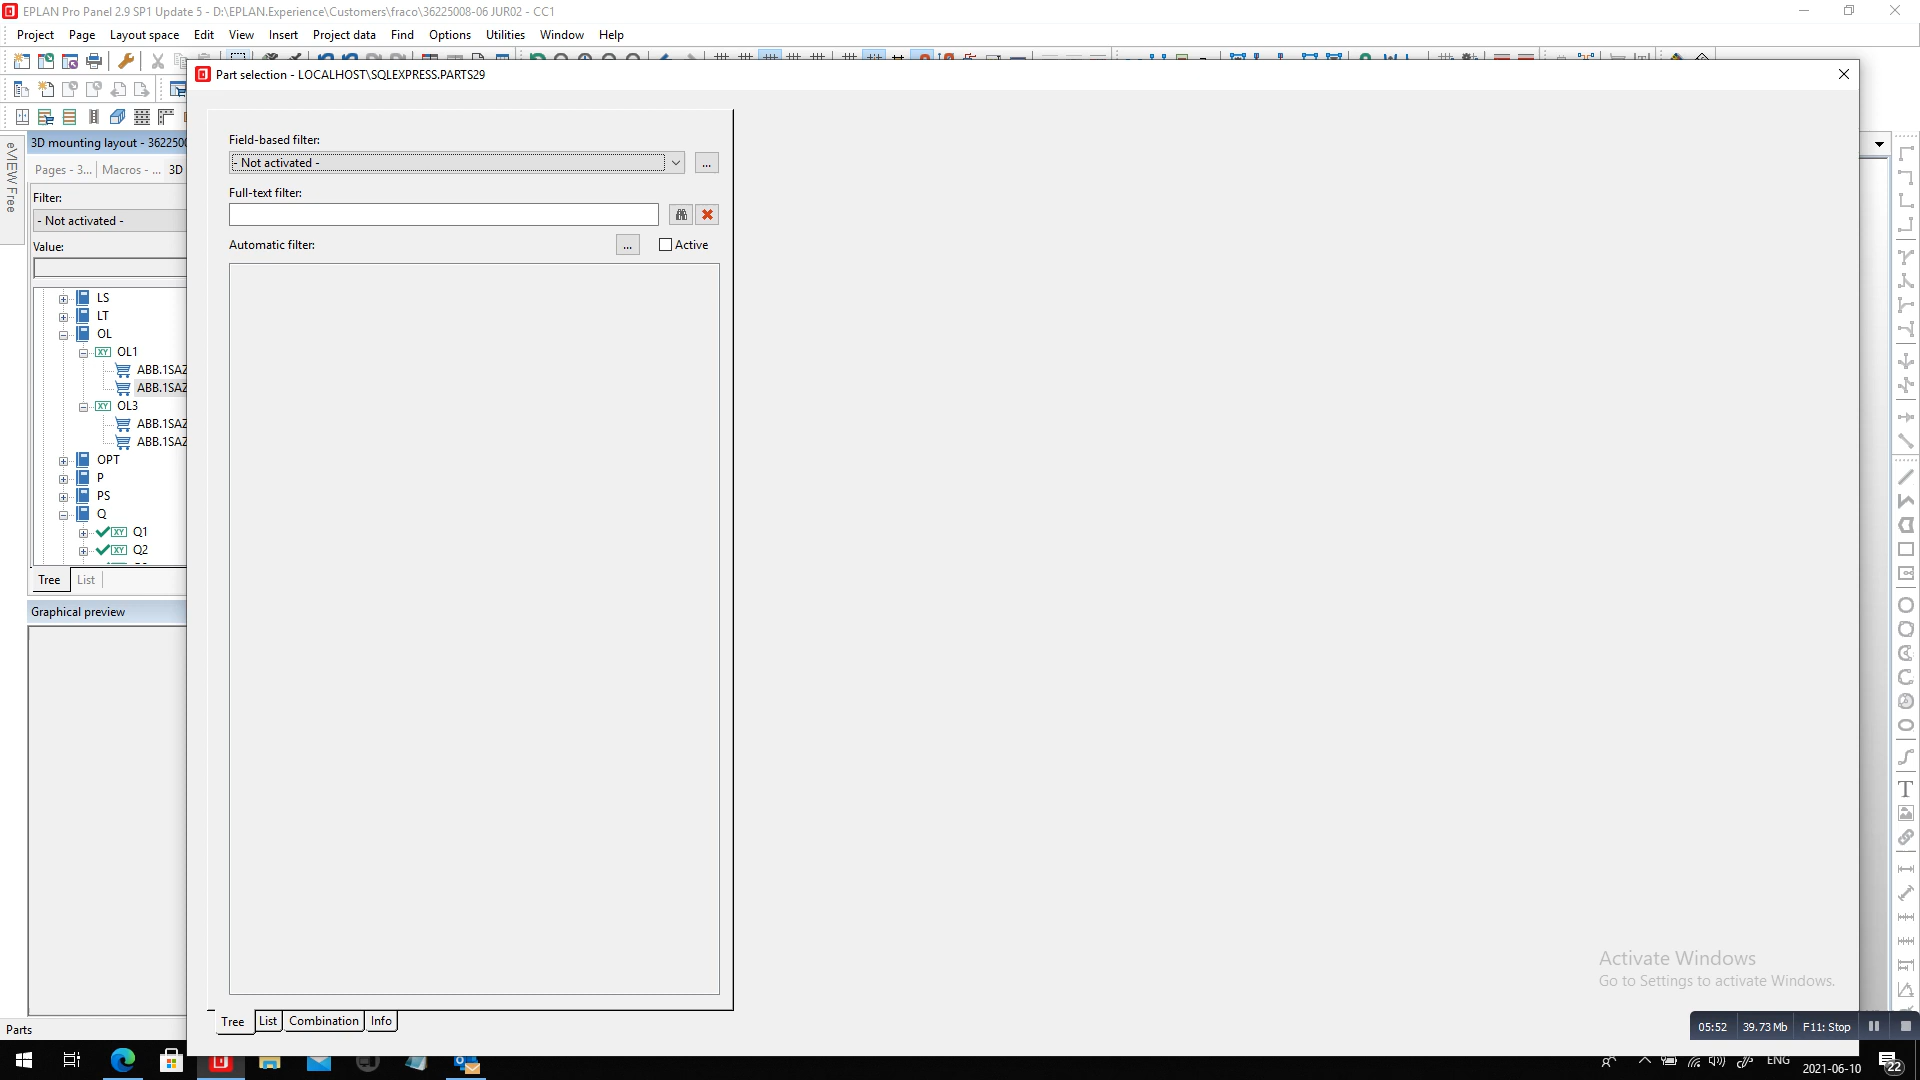 EPLAN Pro Panel 2.9 SP1 Update 5 - D:\EPLAN.Experience\Customers\fraco\36225008-06 JUR02 - CC1
Project Page Layout space Edit View Insert Project data Find Options Utilities Window Help
Part selection - LOCALHOST\SQLEXPRESS.PARTS29
eVIEW Free
3D mounting layout - 3622500
Pages - 3... Macros - ... 3D
Filter:
- Not activated -
Value:
LS
LT
OL
OL1
ABB.1SAZ
ABB.1SAZ
OL3
ABB.1SAZ
ABB.1SAZ
OPT
P
PS
Q
Q1
Q2
Tree List
Graphical preview
Parts
Field-based filter:
- Not activated -
...
Full-text filter:
Automatic filter:
...
Active
Tree List Combination Info
Activate Windows
Go to Settings to activate Windows.
05:52 39.73 Mb F11: Stop
ENG
2021-06-10
22